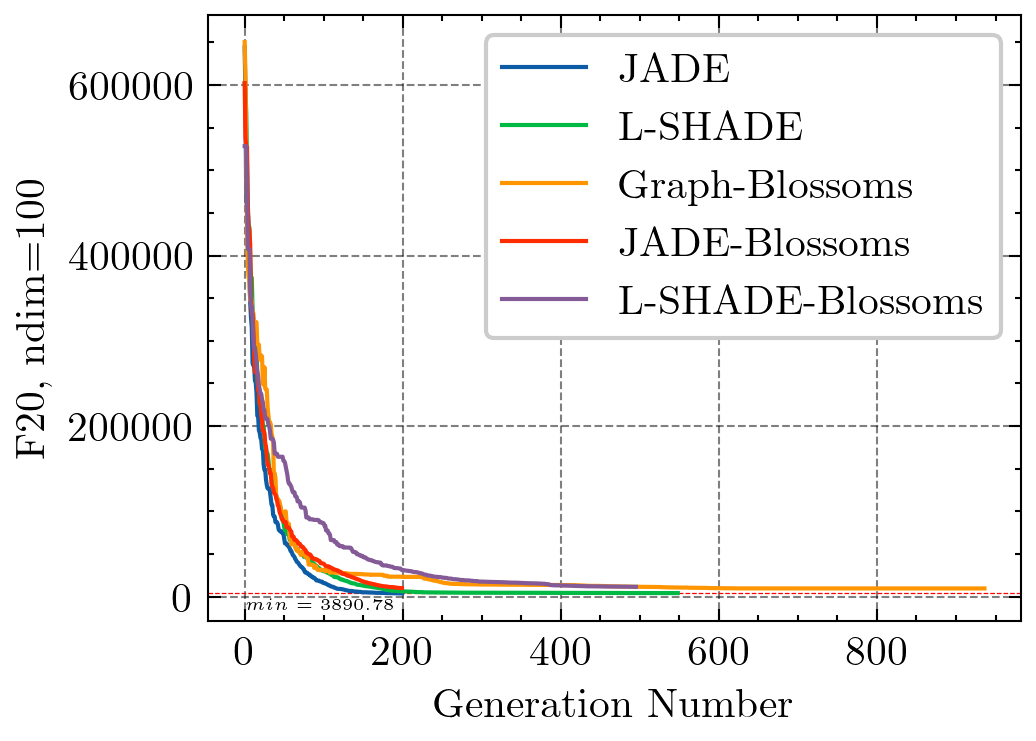 F20, ndim=100
600000
400000
200000
0
JADE
L-SHADE
Graph-Blossoms
JADE-Blossoms
L-SHADE-Blossoms
min = 3890.78
0 200 400 600 800
Generation Number